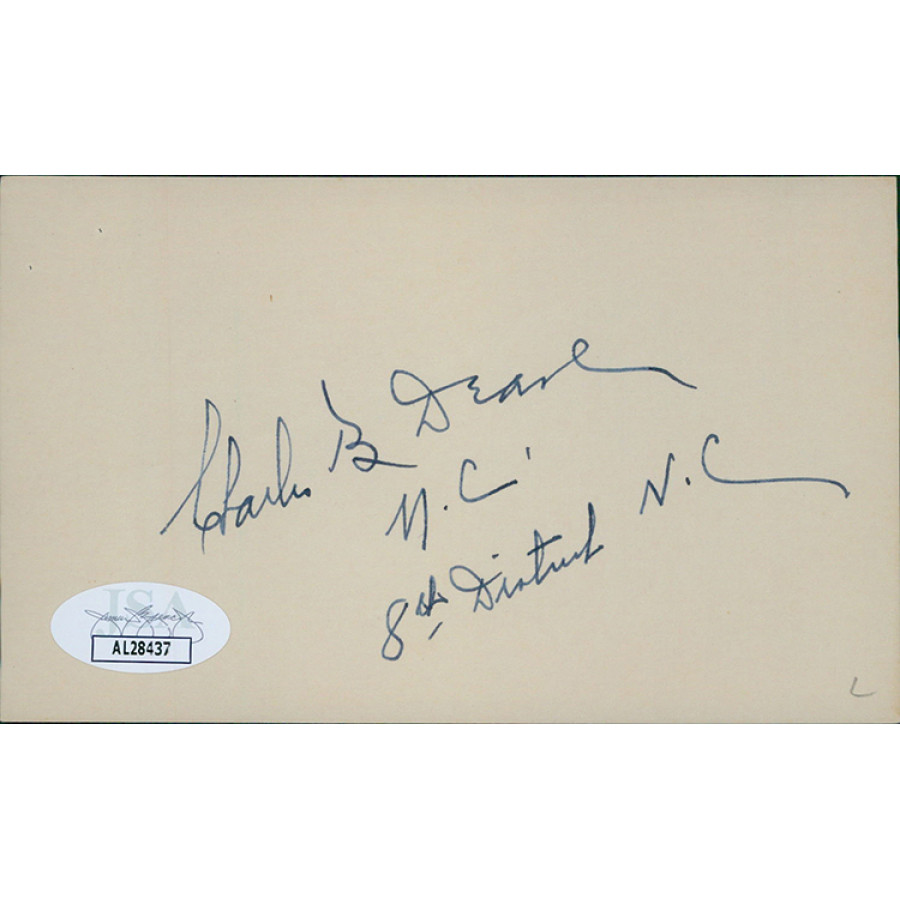 Charles B Deane
M.C.
8th District N.C
JSA
AL28437
L